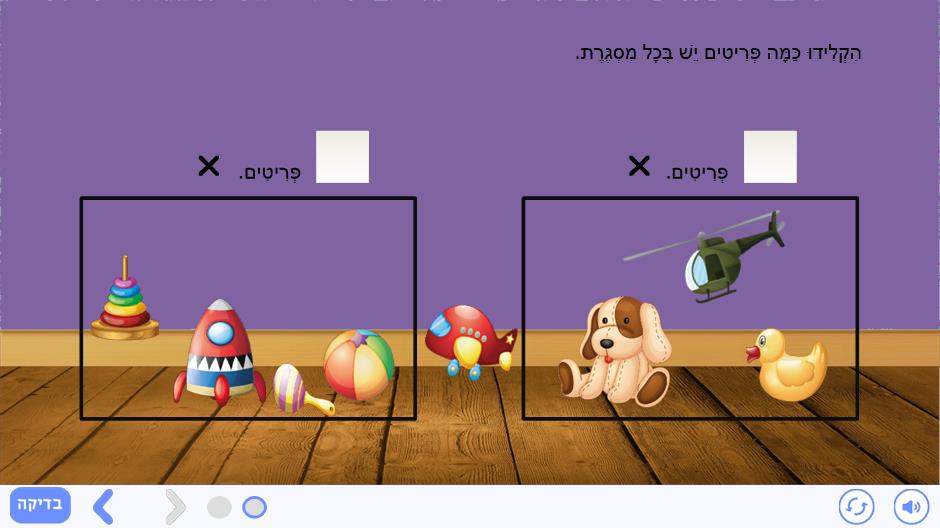 הִקְלִידוּ כַּמָּה פְּרִיטִים יֵשׁ בְּכָל מִסְגֶּרֶת.
פְּרִיטִים.
פְּרִיטִים.
בדיקה